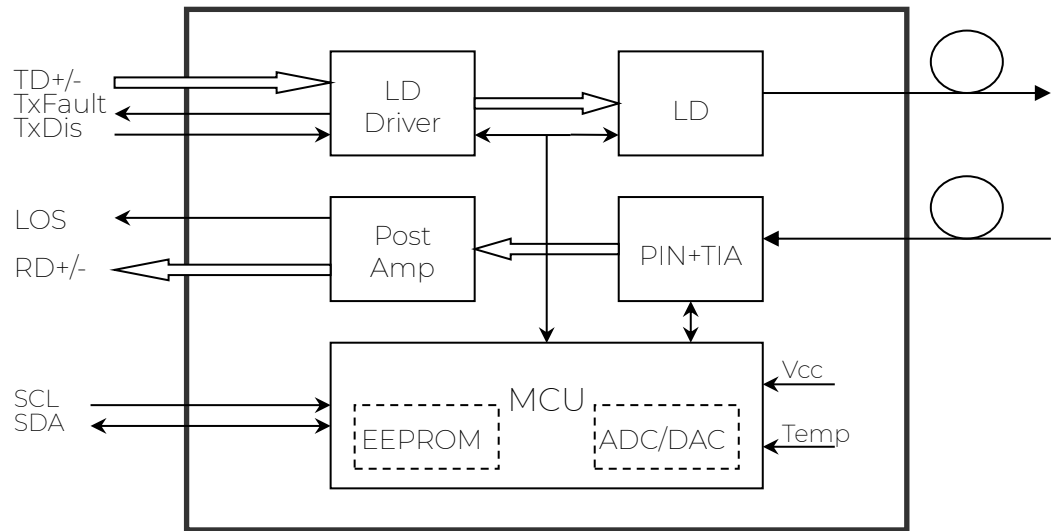 TD+/-
TxFault
TxDis
LD
Driver
LD
LOS
RD+/-
Post
Amp
PIN+TIA
SCL
SDA
MCU
EEPROM
ADC/DAC
Vcc
Temp